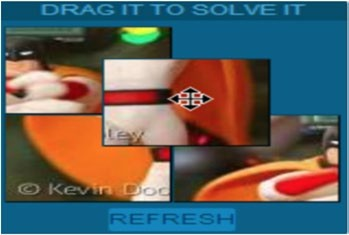 DRAG IT TO SOLVE IT
ley
© Kevin Doo
REFRESH